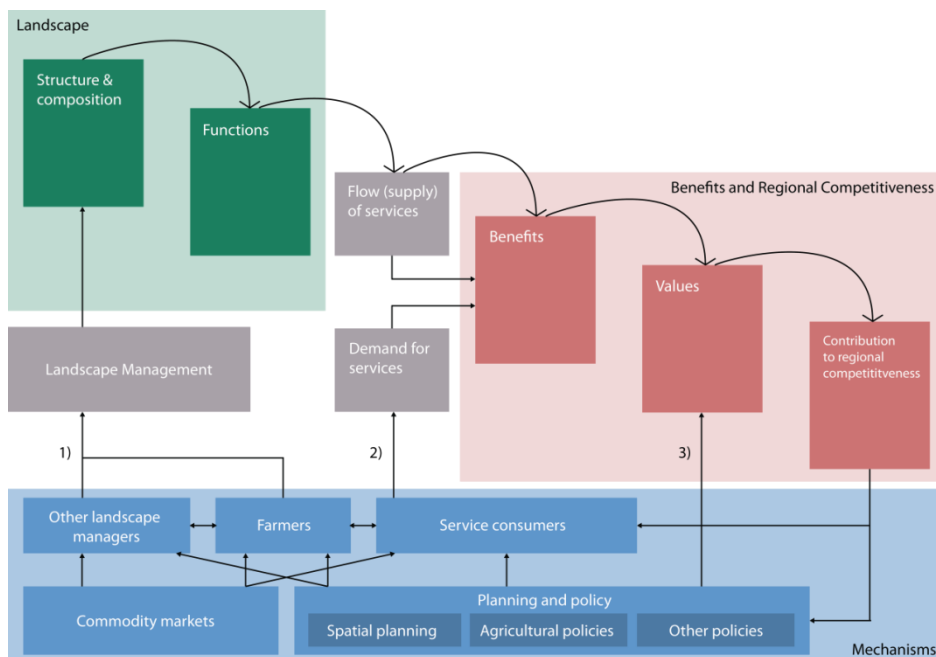 Landscape
Structure &
composition
Functions
Flow (supply)
of services
Benefits and Regional Competitiveness
Benefits
Values
Contribution
to regional
competititveness
Landscape Management
Demand for
services
1)
2)
3)
Other landscape
managers
Farmers
Service consumers
Commodity markets
Planning and policy
Spatial planning
Agricultural policies
Other policies
Mechanisms